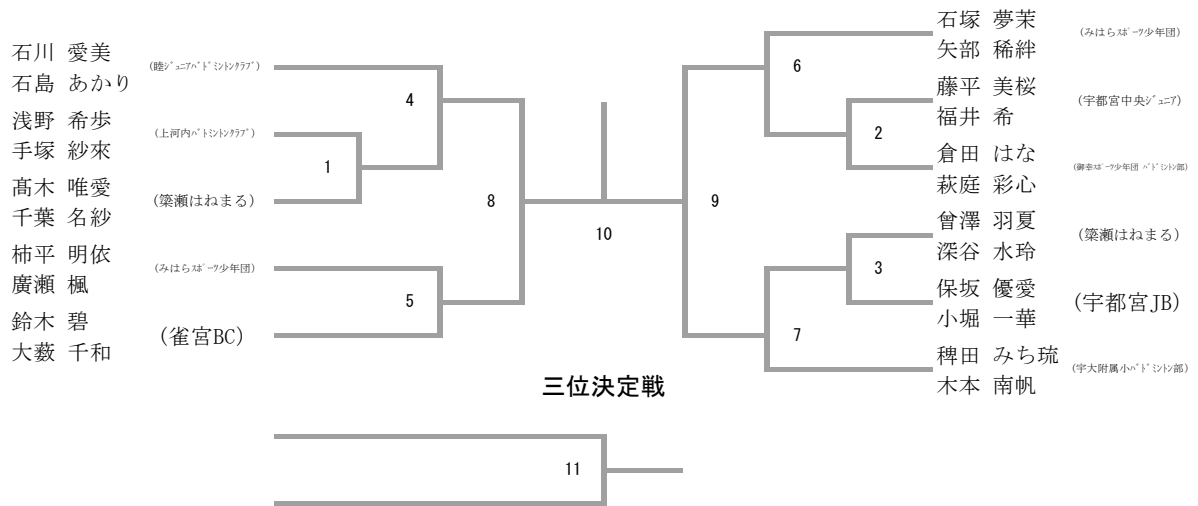 石川 愛美
石島 あかり
(睦ｼﾞｭﾆｱﾊﾞﾄﾞﾐﾝﾄﾝｸﾗﾌﾞ)
浅野 希歩
手塚 紗來
(上河内ﾊﾞﾄﾐﾝﾄﾝｸﾗﾌﾞ)
髙木 唯愛
千葉 名紗
(簗瀬はねまる)
柿平 明依
廣瀬 楓
(みはらｽﾎﾟｰﾂ少年団)
鈴木 碧
大薮 千和
(雀宮BC)
4
1
5
8
10
9
6
2
3
7
石塚 夢茉
矢部 稀絆
(みはらｽﾎﾟｰﾂ少年団)
藤平 美桜
福井 希
(宇都宮中央ｼﾞｭﾆｱ)
倉田 はな
萩庭 彩心
(御幸ｽﾎﾟｰﾂ少年団 ﾊﾞﾄﾞﾐﾝﾄﾝ部)
曾澤 羽夏
深谷 水玲
(簗瀬はねまる)
保坂 優愛
小堀 一華
(宇都宮JB)
稗田 みち琉
木本 南帆
(宇大附属小ﾊﾞﾄﾞﾐﾝﾄﾝ部)
三位決定戦
11